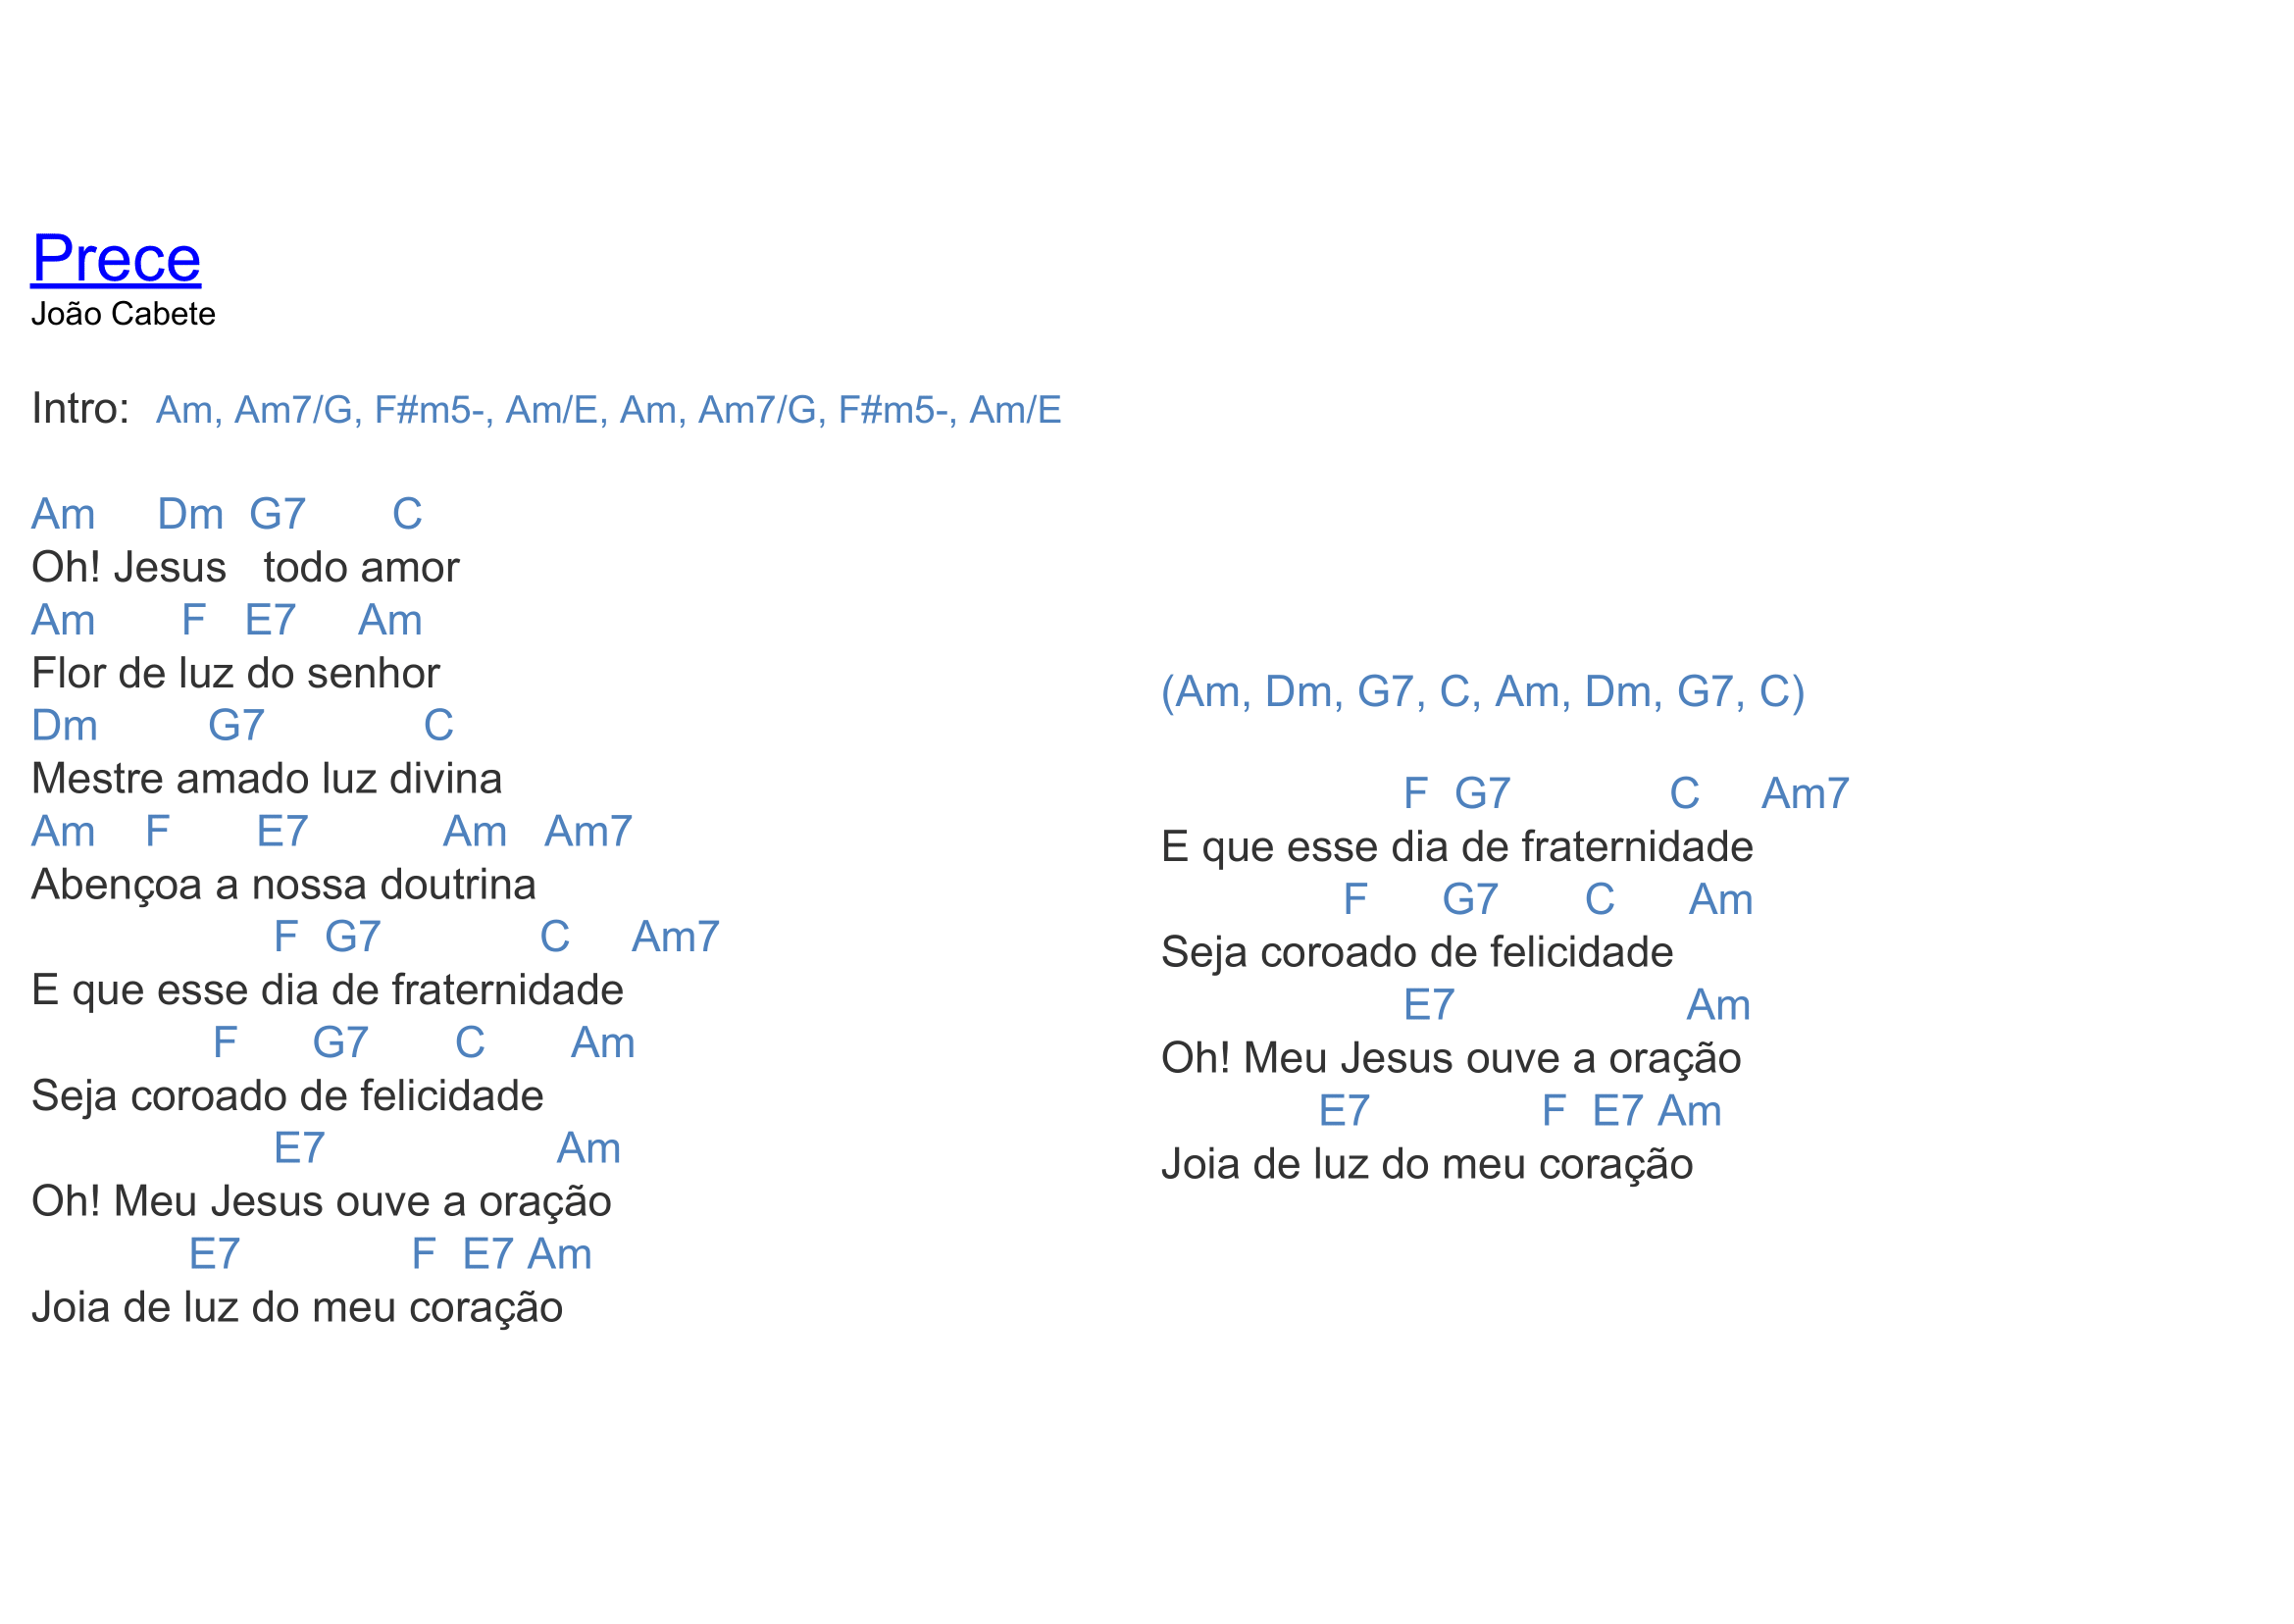 Prece
João Cabete
Intro: Am, Am7/G, F#m5-, Am/E, Am, Am7/G, F#m5-, Am/E
Am Dm G7 C
Oh! Jesus todo amor
Am F E7 Am
Flor de luz do senhor
Dm G7 C
Mestre amado luz divina
Am F E7 Am Am7
Abençoa a nossa doutrina
F G7 C Am7
E que esse dia de fraternidade
F G7 C Am
Seja coroado de felicidade
E7 Am
Oh! Meu Jesus ouve a oração
E7 F E7 Am
Joia de luz do meu coração
(Am, Dm, G7, C, Am, Dm, G7, C)
F G7 C Am7
E que esse dia de fraternidade
F G7 C Am
Seja coroado de felicidade
E7 Am
Oh! Meu Jesus ouve a oração
E7 F E7 Am
Joia de luz do meu coração